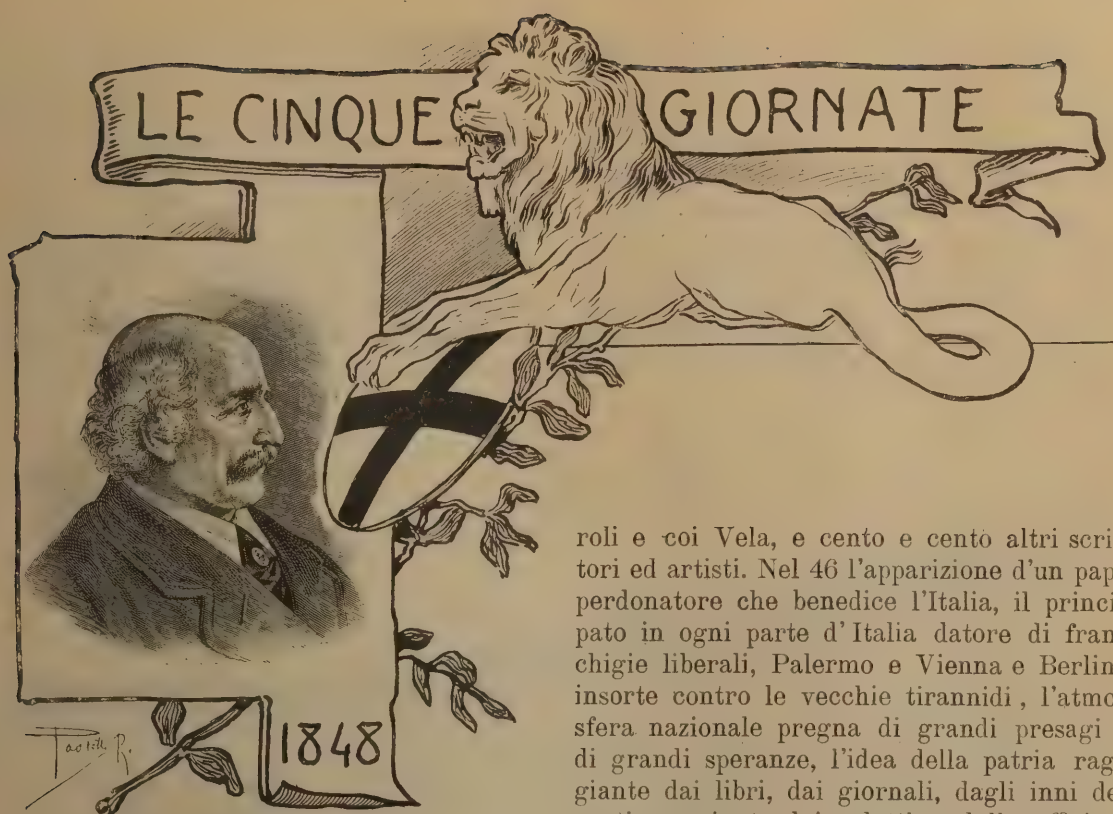 LE CINQUE GIORNATE
1848
roli e coi Vela, e cento e cento altri scrit-
tori ed artisti. Nel 46 l'apparizione d'un pap
perdonatore che benedice l'Italia, il princi
pato in ogni parte d'Italia datore di fran
chigie liberali, Palermo e Vienna e Berlin
insorte contro le vecchie tirannidi, l'atmo
sfera nazionale pregna di grandi presagi
di grandi speranze, l'idea della patria rag
giante dai libri, dai giornali, dagli inni de